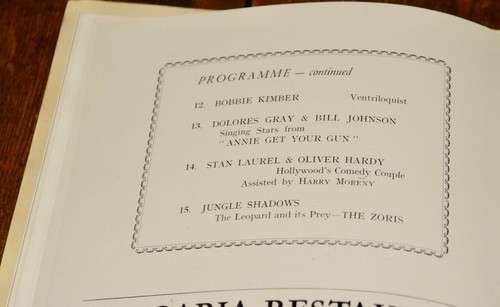 PROGRAMME — continued
12. BOBBIE KIMBER Ventriloquist
13. DOLORES GRAY & BILL JOHNSON
Singing Stars from
"ANNIE GET YOUR GUN"
14. STAN LAUREL & OLIVER HARDY
Hollywood's Comedy Couple
Assisted by HARRY MORENY
15. JUNGLE SHADOWS
The Leopard and its Prey—THE ZORIS